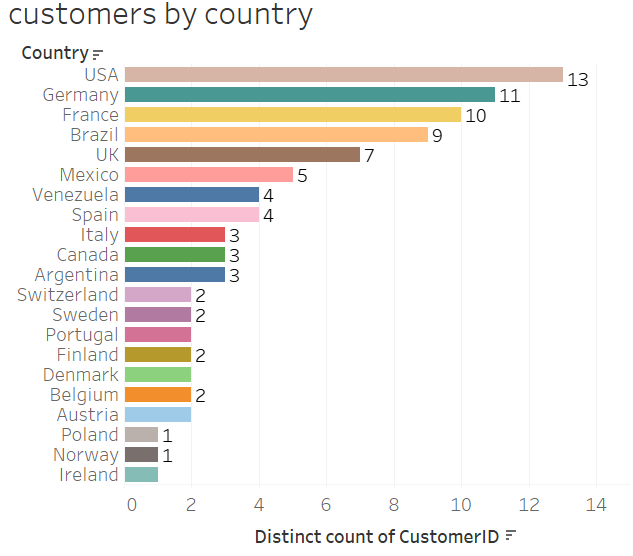 customers by country
Country
USA 13
Germany 11
France 10
Brazil 9
UK 7
Mexico 5
Venezuela 4
Spain 4
Italy 3
Canada 3
Argentina 3
Switzerland 2
Sweden 2
Portugal
Finland 2
Denmark
Belgium 2
Austria
Poland 1
Norway 1
Ireland
0 2 4 6 8 10 12 14
Distinct count of CustomerID